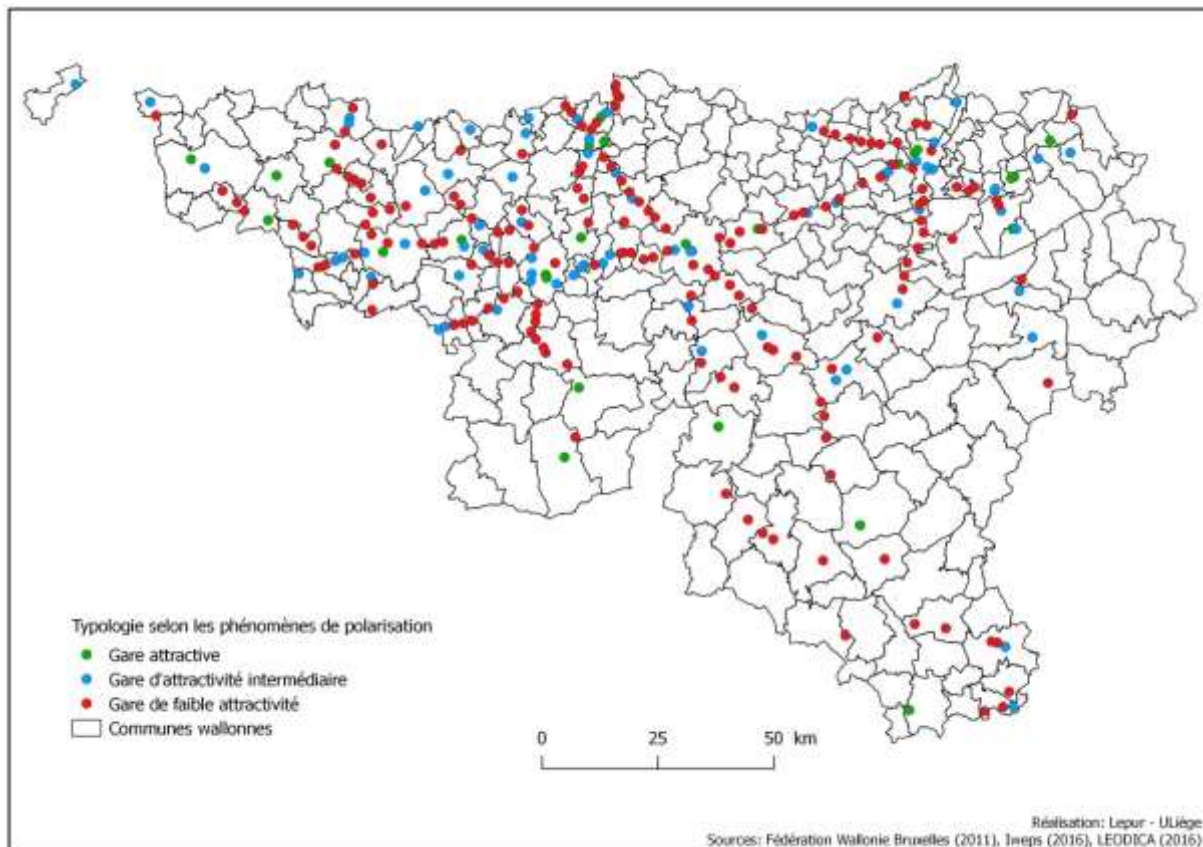 Typologie selon les phénomènes de polarisation
Gare attractive
Gare d'attractivité intermédiaire
Gare de faible attractivité
Communes wallonnes
0 25 50 km
Réalisation: Lepur - ULiège
Sources: Fédération Wallonie Bruxelles (2011), Iweps (2016), LEODICA (2016)